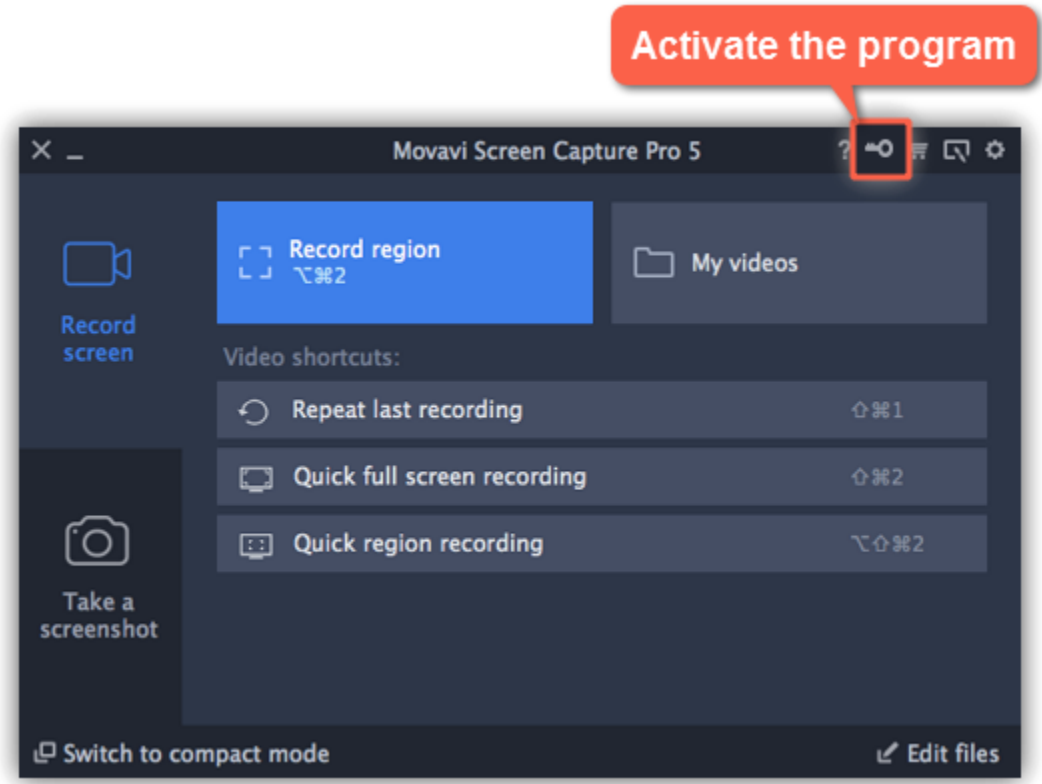 Activate the program
Movavi Screen Capture Pro 5
?
Record region
⌥⌘2
My videos
Record
screen
Video shortcuts:
Repeat last recording
⇧⌘1
Quick full screen recording
⇧⌘2
Quick region recording
⌥⇧⌘2
Take a
screenshot
Switch to compact mode
Edit files